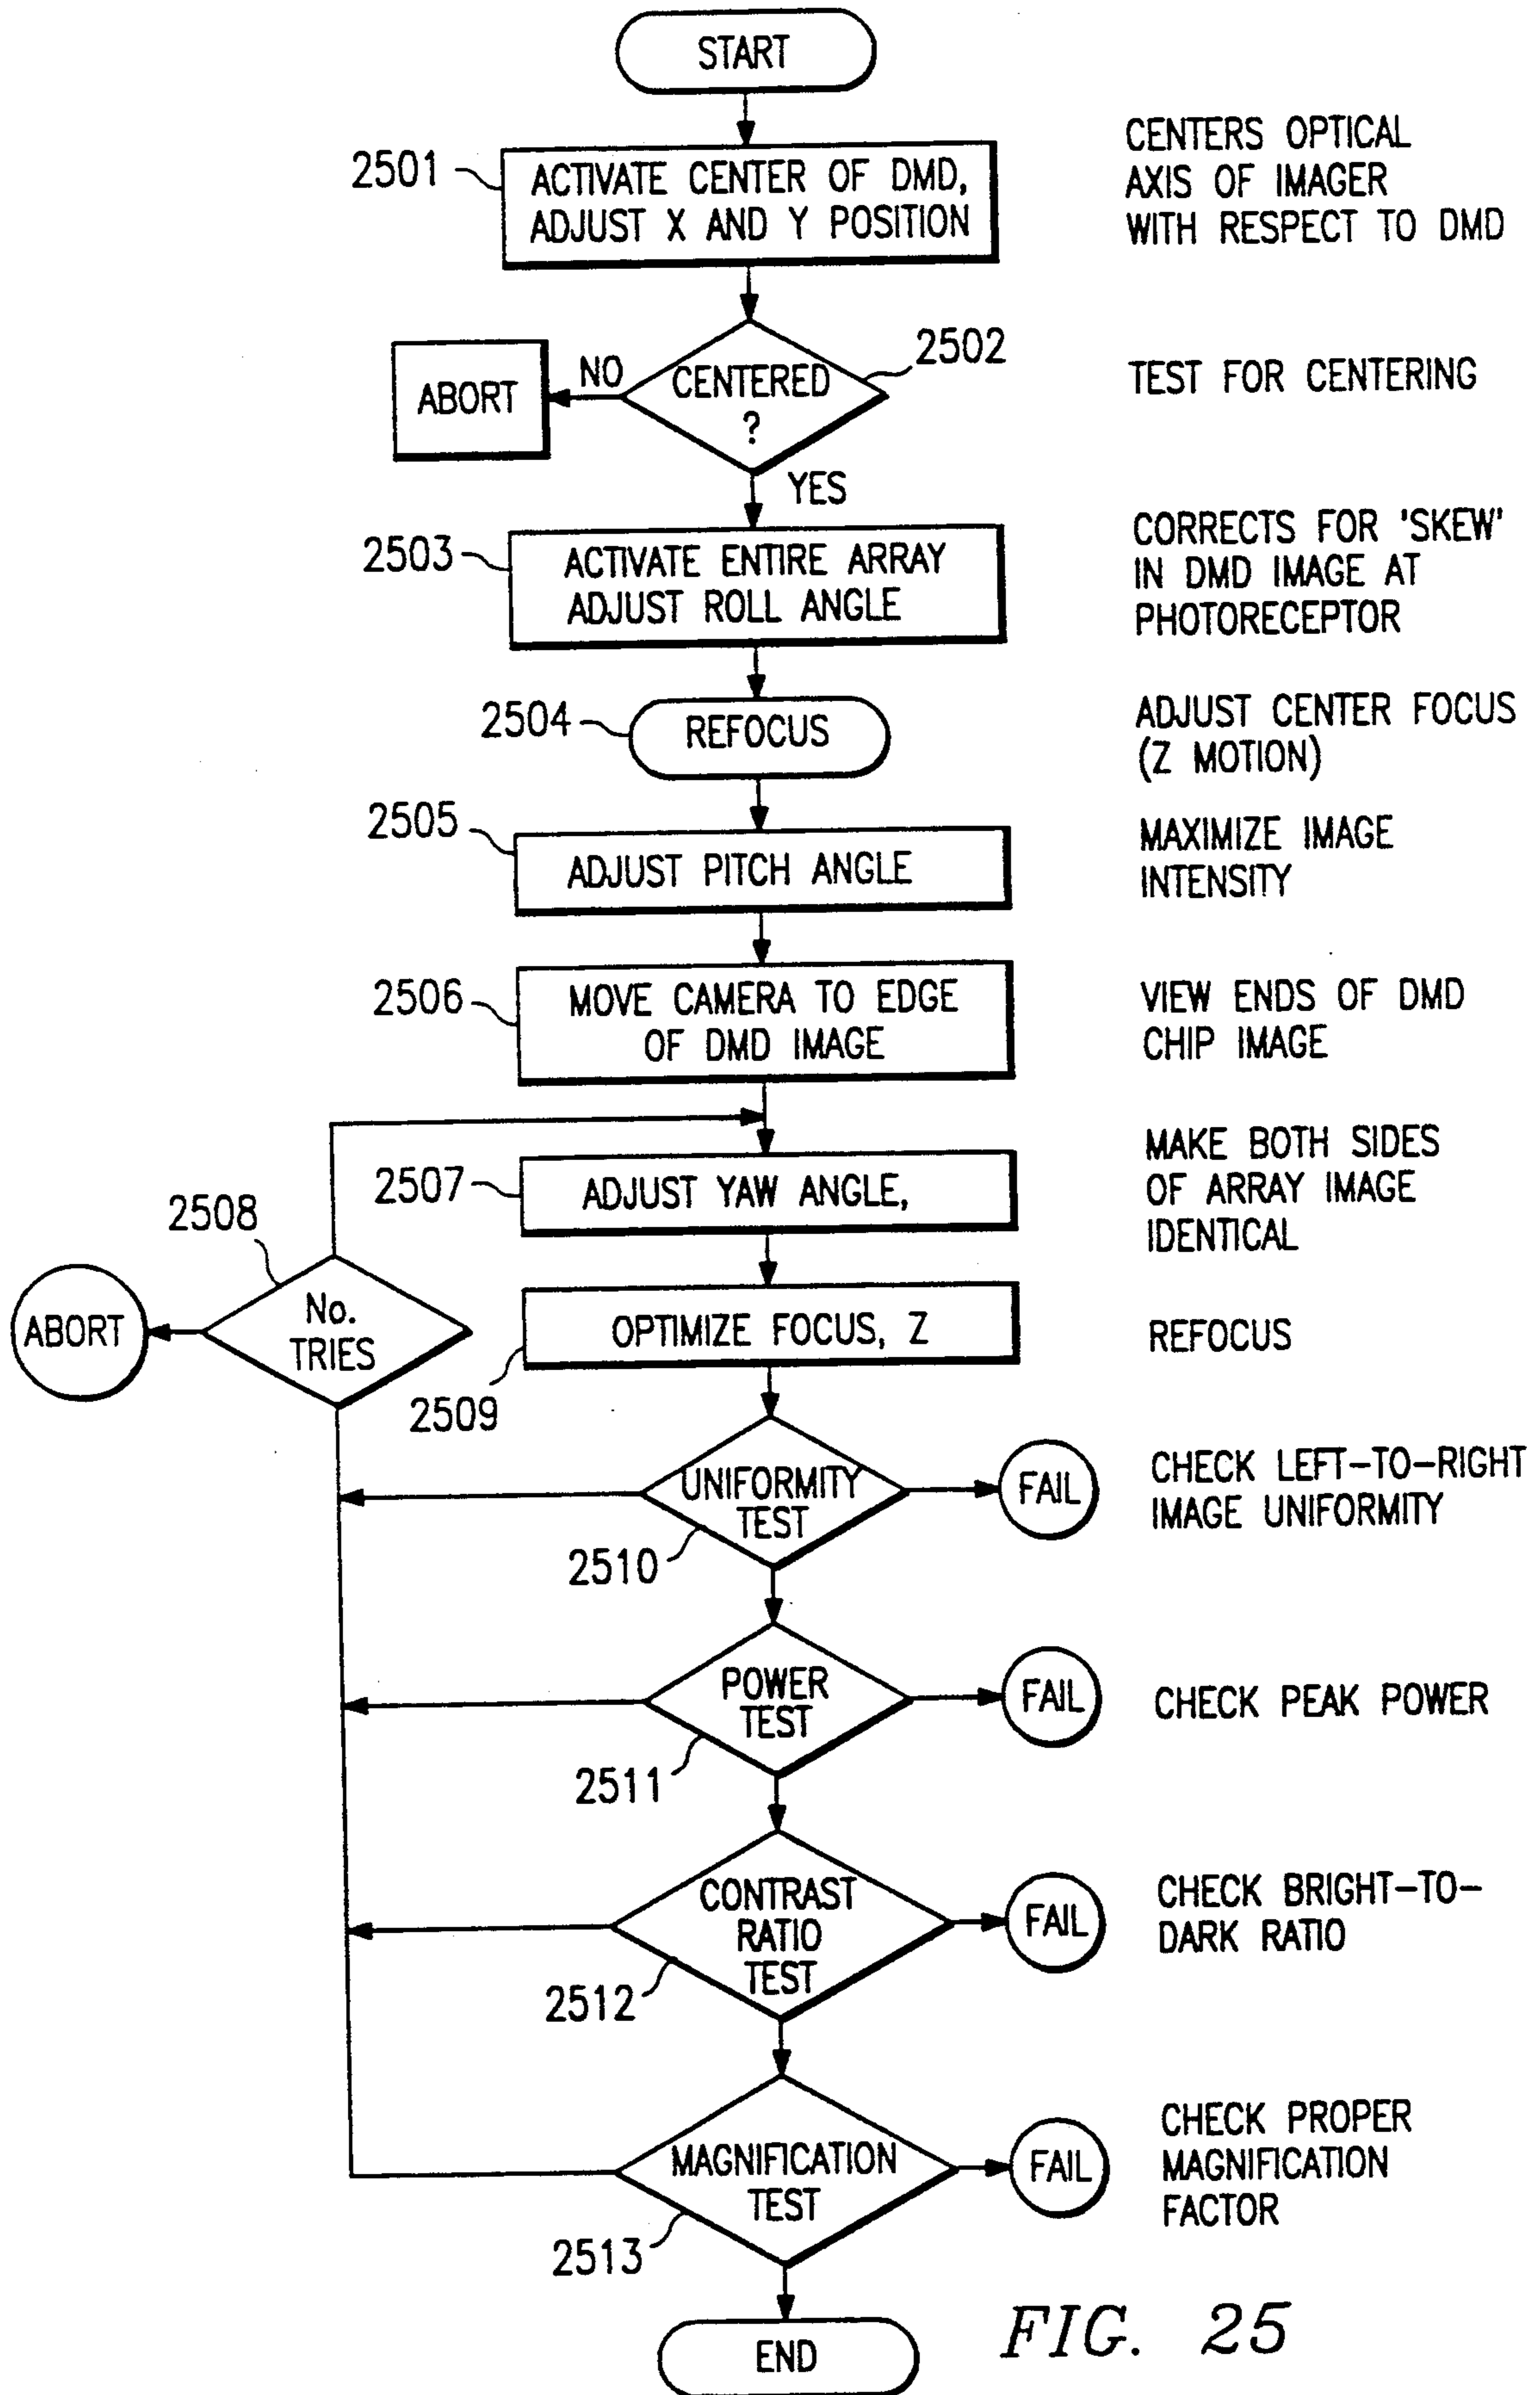 START
2501
ACTIVATE CENTER OF DMD,
ADJUST X AND Y POSITION
CENTERS OPTICAL
AXIS OF IMAGER
WITH RESPECT TO DMD
2502
CENTERED
?
NO
ABORT
TEST FOR CENTERING
YES
2503
ACTIVATE ENTIRE ARRAY
ADJUST ROLL ANGLE
CORRECTS FOR 'SKEW'
IN DMD IMAGE AT
PHOTORECEPTOR
2504
REFOCUS
ADJUST CENTER FOCUS
(Z MOTION)
2505
ADJUST PITCH ANGLE
MAXIMIZE IMAGE
INTENSITY
2506
MOVE CAMERA TO EDGE
OF DMD IMAGE
VIEW ENDS OF DMD
CHIP IMAGE
2507
ADJUST YAW ANGLE,
MAKE BOTH SIDES
OF ARRAY IMAGE
IDENTICAL
2508
No.
TRIES
ABORT
OPTIMIZE FOCUS, Z
2509
REFOCUS
UNIFORMITY
TEST
2510
FAIL
CHECK LEFT-TO-RIGHT
IMAGE UNIFORMITY
POWER
TEST
2511
FAIL
CHECK PEAK POWER
CONTRAST
RATIO
TEST
2512
FAIL
CHECK BRIGHT-TO-
DARK RATIO
MAGNIFICATION
TEST
2513
FAIL
CHECK PROPER
MAGNIFICATION
FACTOR
END
FIG. 25